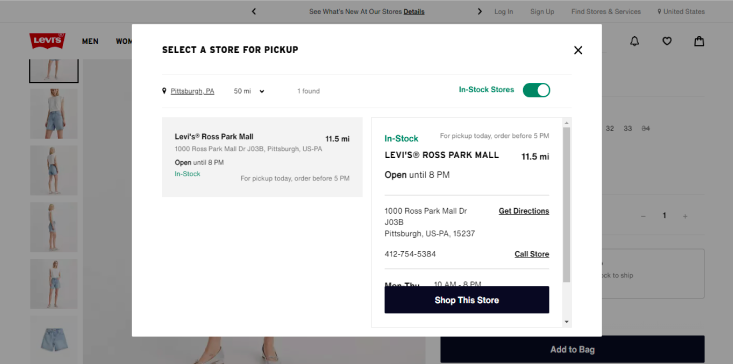 See What's New At Our Stores Details
Log In
Sign Up
Find Stores & Services
United States
LEVI'S
MEN
WOM
SELECT A STORE FOR PICKUP
Pittsburgh, PA
50 mi
1 found
In-Stock Stores
Levi's® Ross Park Mall
11.5 mi
1000 Ross Park Mall Dr J03B, Pittsburgh, US-PA
Open until 8 PM
In-Stock
For pickup today, order before 5 PM
In-Stock
For pickup today, order before 5 PM
LEVI'S® ROSS PARK MALL
11.5 mi
Open until 8 PM
1000 Ross Park Mall Dr
J03B
Pittsburgh, US-PA, 15237
Get Directions
412-754-5384
Call Store
Mon-Thu 10 AM - 8 PM
Shop This Store
32 33 34
1
ck to ship
Add to Bag